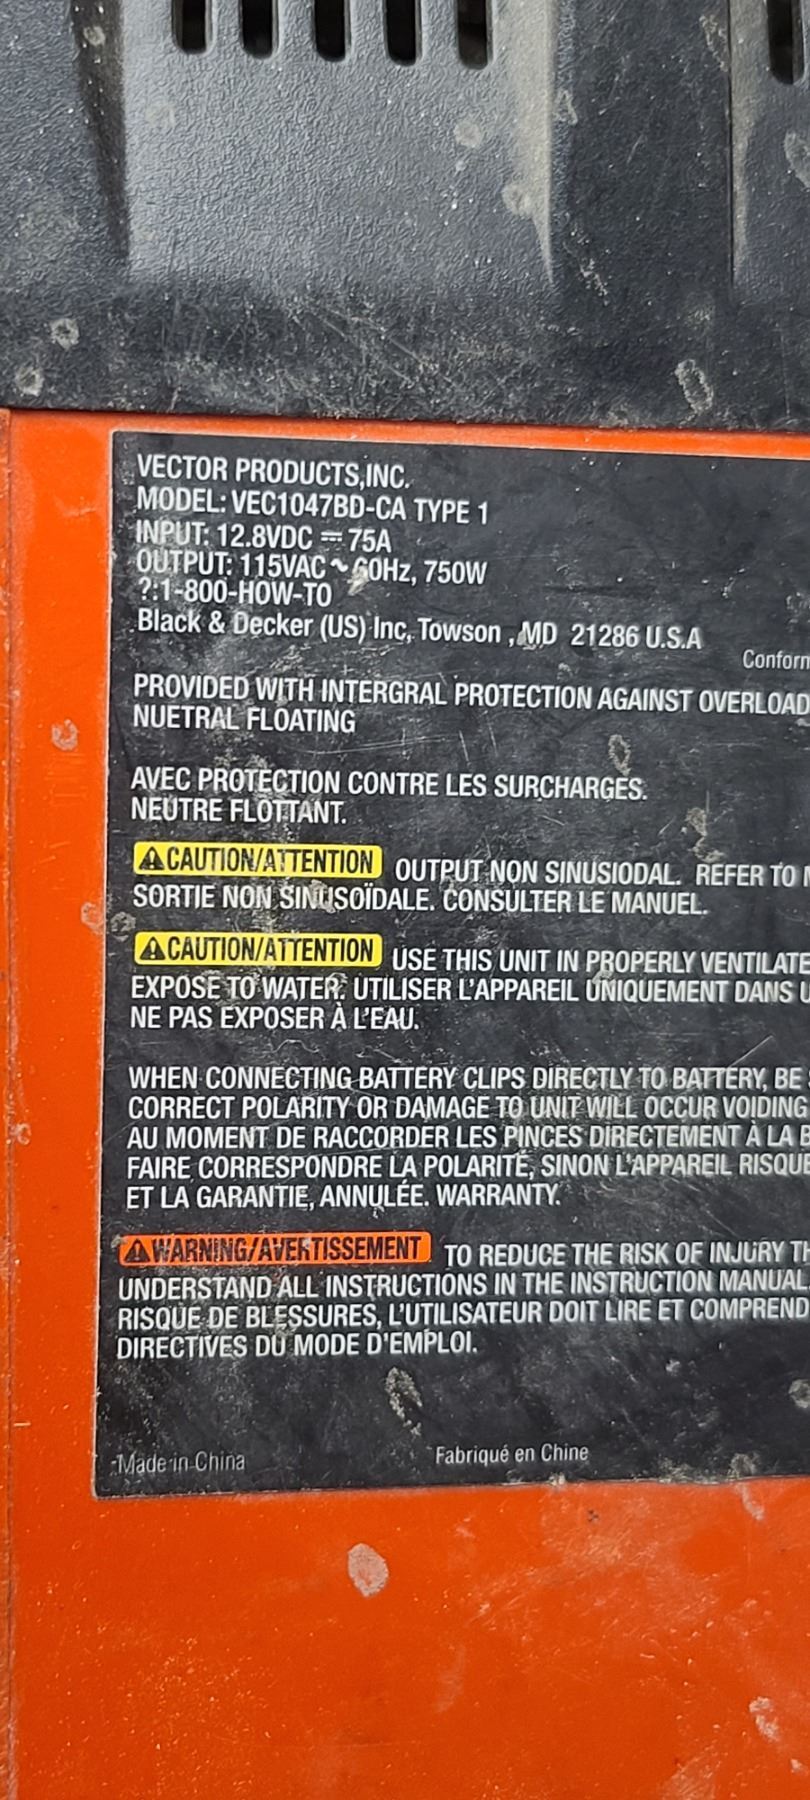 VECTOR PRODUCTS,INC.
MODEL: VEC1047BD-CA TYPE 1
INPUT: 12.8VDC ⎓ 75A
OUTPUT: 115VAC ~ 60Hz, 750W
?:1-800-HOW-TO
Black & Decker (US) Inc, Towson , MD 21286 U.S.A
Conform
PROVIDED WITH INTERGRAL PROTECTION AGAINST OVERLOAD
NUETRAL FLOATING
AVEC PROTECTION CONTRE LES SURCHARGES.
NEUTRE FLOTTANT.
⚠CAUTION/ATTENTION OUTPUT NON SINUSIODAL. REFER TO
SORTIE NON SINUSOÏDALE. CONSULTER LE MANUEL.
⚠CAUTION/ATTENTION USE THIS UNIT IN PROPERLY VENTILATE
EXPOSE TO WATER. UTILISER L'APPAREIL UNIQUEMENT DANS
NE PAS EXPOSER À L'EAU.
WHEN CONNECTING BATTERY CLIPS DIRECTLY TO BATTERY, BE
CORRECT POLARITY OR DAMAGE TO UNIT WILL OCCUR VOIDING
AU MOMENT DE RACCORDER LES PINCES DIRECTEMENT À LA
FAIRE CORRESPONDRE LA POLARITÉ, SINON L'APPAREIL RISQUE
ET LA GARANTIE, ANNULÉE. WARRANTY.
⚠WARNING/AVERTISSEMENT TO REDUCE THE RISK OF INJURY
UNDERSTAND ALL INSTRUCTIONS IN THE INSTRUCTION MANUAL
RISQUE DE BLESSURES, L'UTILISATEUR DOIT LIRE ET COMPREND
DIRECTIVES DU MODE D'EMPLOI.
Made in China Fabriqué en Chine